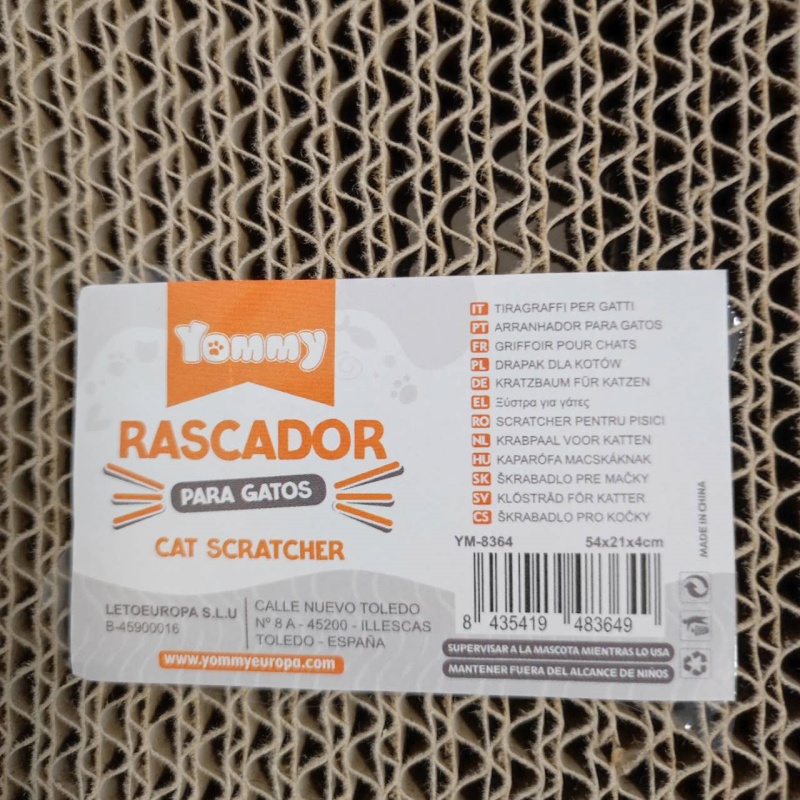 Yommy
RASCADOR
PARA GATOS
CAT SCRATCHER
LETOEUROPA S.L.U
B-45900016
CALLE NUEVO TOLEDO
Nº 8 A - 45200 - ILLESCAS
TOLEDO - ESPAÑA
www.yommyeuropa.com
IT TIRAGRAFFI PER GATTI
PT ARRANHADOR PARA GATOS
FR GRIFFOIR POUR CHATS
PL DRAPAK DLA KOTÓW
DE KRATZBAUM FÜR KATZEN
EL Ξύστρα για γάτες
RO SCRATCHER PENTRU PISICI
NL KRABPAAL VOOR KATTEN
HU KAPARÓFA MACSKÁKNAK
SK ŠKRABADLO PRE MAČKY
SV KLÖSTRÄD FÖR KATTER
CS ŠKRABADLO PRO KOČKY
YM-8364 54x21x4cm
8 435419 483649
SUPERVISAR A LA MASCOTA MIENTRAS LO USA
MANTENER FUERA DEL ALCANCE DE NIÑOS
MADE IN CHINA